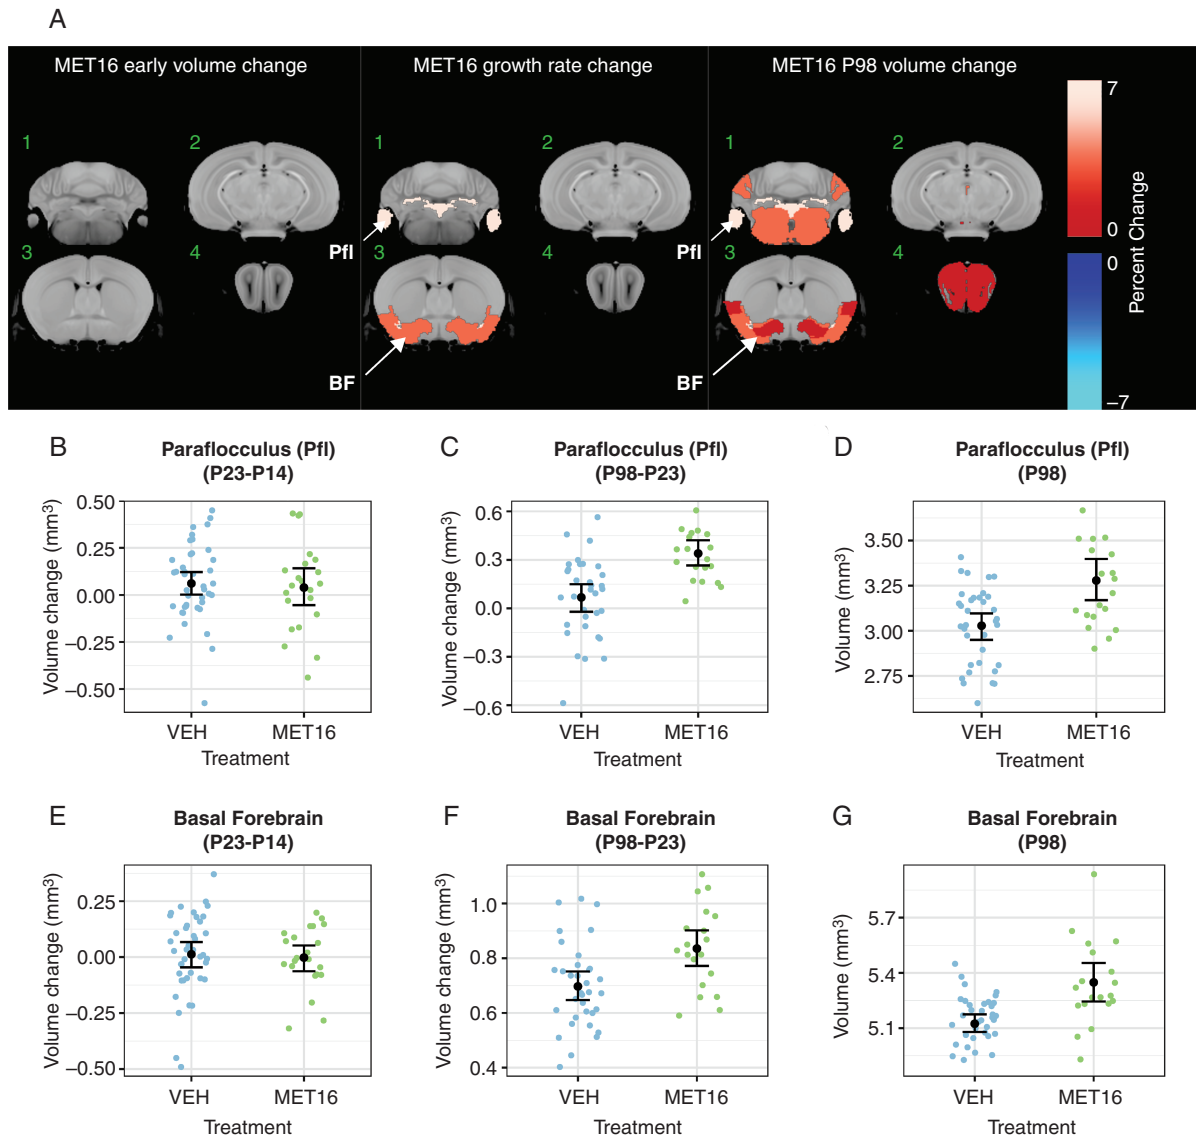 A
MET16 early volume change
MET16 growth rate change
MET16 P98 volume change
1 2 3 4
1 2 3 4
1 2 3 4
Pfl
Pfl
BF
BF
7
0
0
–7
Percent Change
B
Paraflocculus (Pfl)
(P23-P14)
Volume change (mm³)
0.50
0.25
0.00
–0.25
–0.50
VEH MET16
Treatment
C
Paraflocculus (Pfl)
(P98-P23)
Volume change (mm³)
0.6
0.3
0.0
–0.3
–0.6
VEH MET16
Treatment
D
Paraflocculus (Pfl)
(P98)
Volume (mm³)
3.50
3.25
3.00
2.75
VEH MET16
Treatment
E
Basal Forebrain
(P23-P14)
Volume change (mm³)
0.25
0.00
–0.25
–0.50
VEH MET16
Treatment
F
Basal Forebrain
(P98-P23)
Volume change (mm³)
1.0
0.8
0.6
0.4
VEH MET16
Treatment
G
Basal Forebrain
(P98)
Volume (mm³)
5.7
5.4
5.1
VEH MET16
Treatment